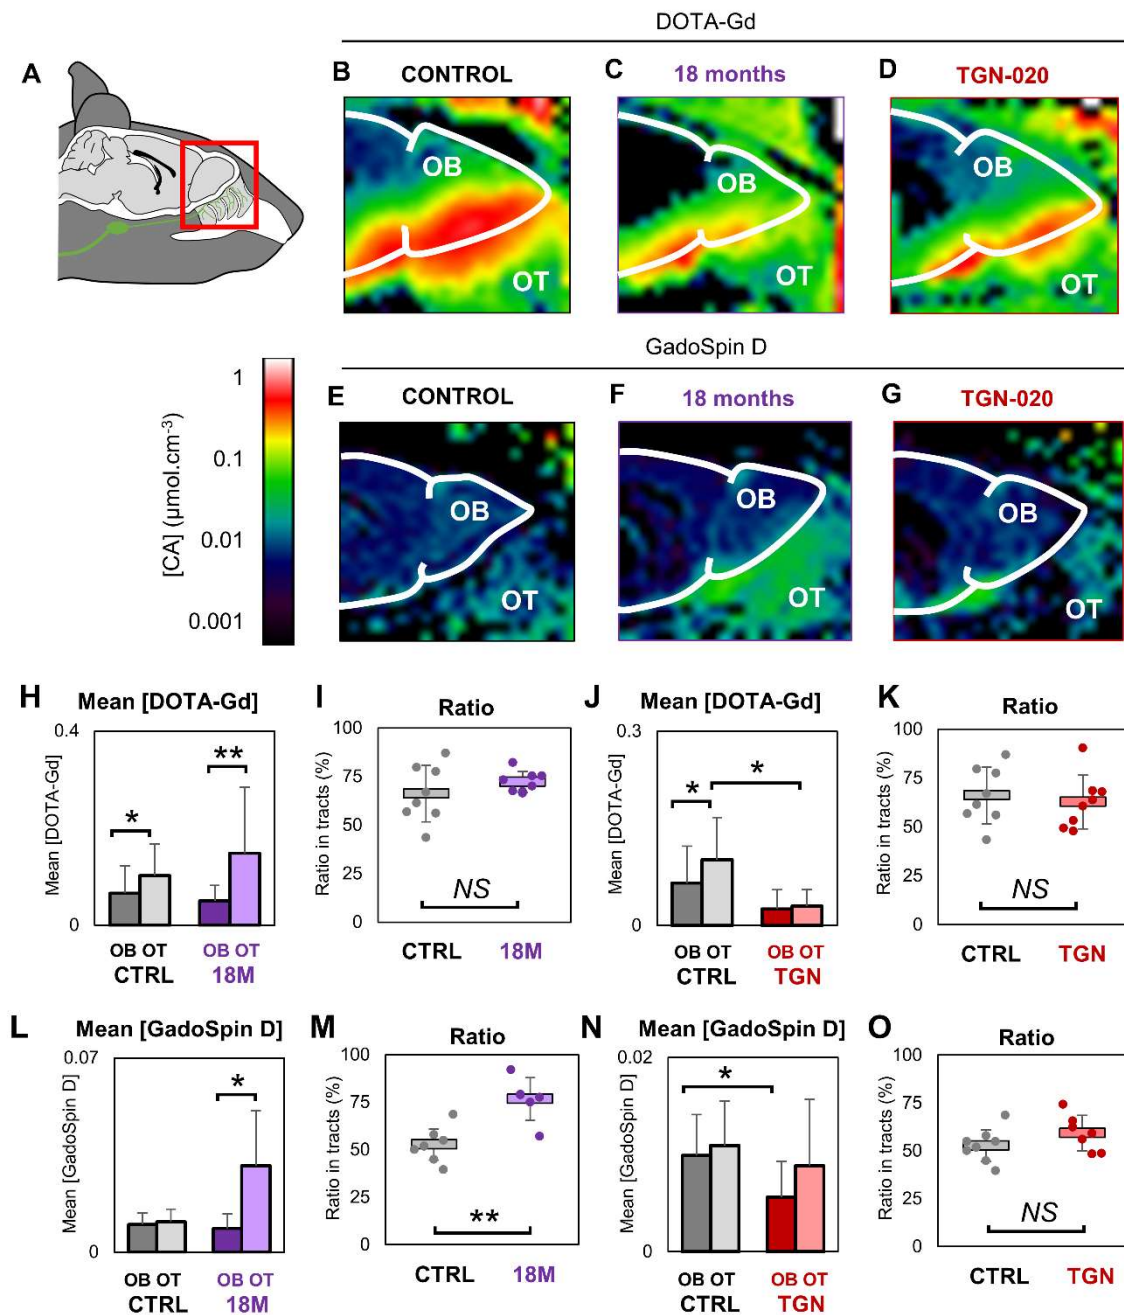 DOTA-Gd
A
B CONTROL
C 18 months
D TGN-020
OB
OT
OB
OT
OB
OT
GadoSpin D
E CONTROL
F 18 months
G TGN-020
[CA] (μmol.cm-3)
1
0.1
0.01
0.001
OB
OT
OB
OT
OB
OT
H Mean [DOTA-Gd]
Mean [DOTA-Gd]
0.4
0
*
**
OB OT
CTRL
OB OT
18M
I Ratio
Ratio in tracts (%)
100
75
50
25
0
NS
CTRL
18M
J Mean [DOTA-Gd]
Mean [DOTA-Gd]
0.3
0
*
*
OB OT
CTRL
OB OT
TGN
K Ratio
Ratio in tracts (%)
100
75
50
25
0
NS
CTRL
TGN
L Mean [GadoSpin D]
Mean [GadoSpin D]
0.07
0
*
OB OT
CTRL
OB OT
18M
M Ratio
Ratio in tracts (%)
100
75
50
25
0
**
CTRL
18M
N Mean [GadoSpin D]
Mean [GadoSpin D]
0.02
0
*
OB OT
CTRL
OB OT
TGN
O Ratio
Ratio in tracts (%)
100
75
50
25
0
NS
CTRL
TGN